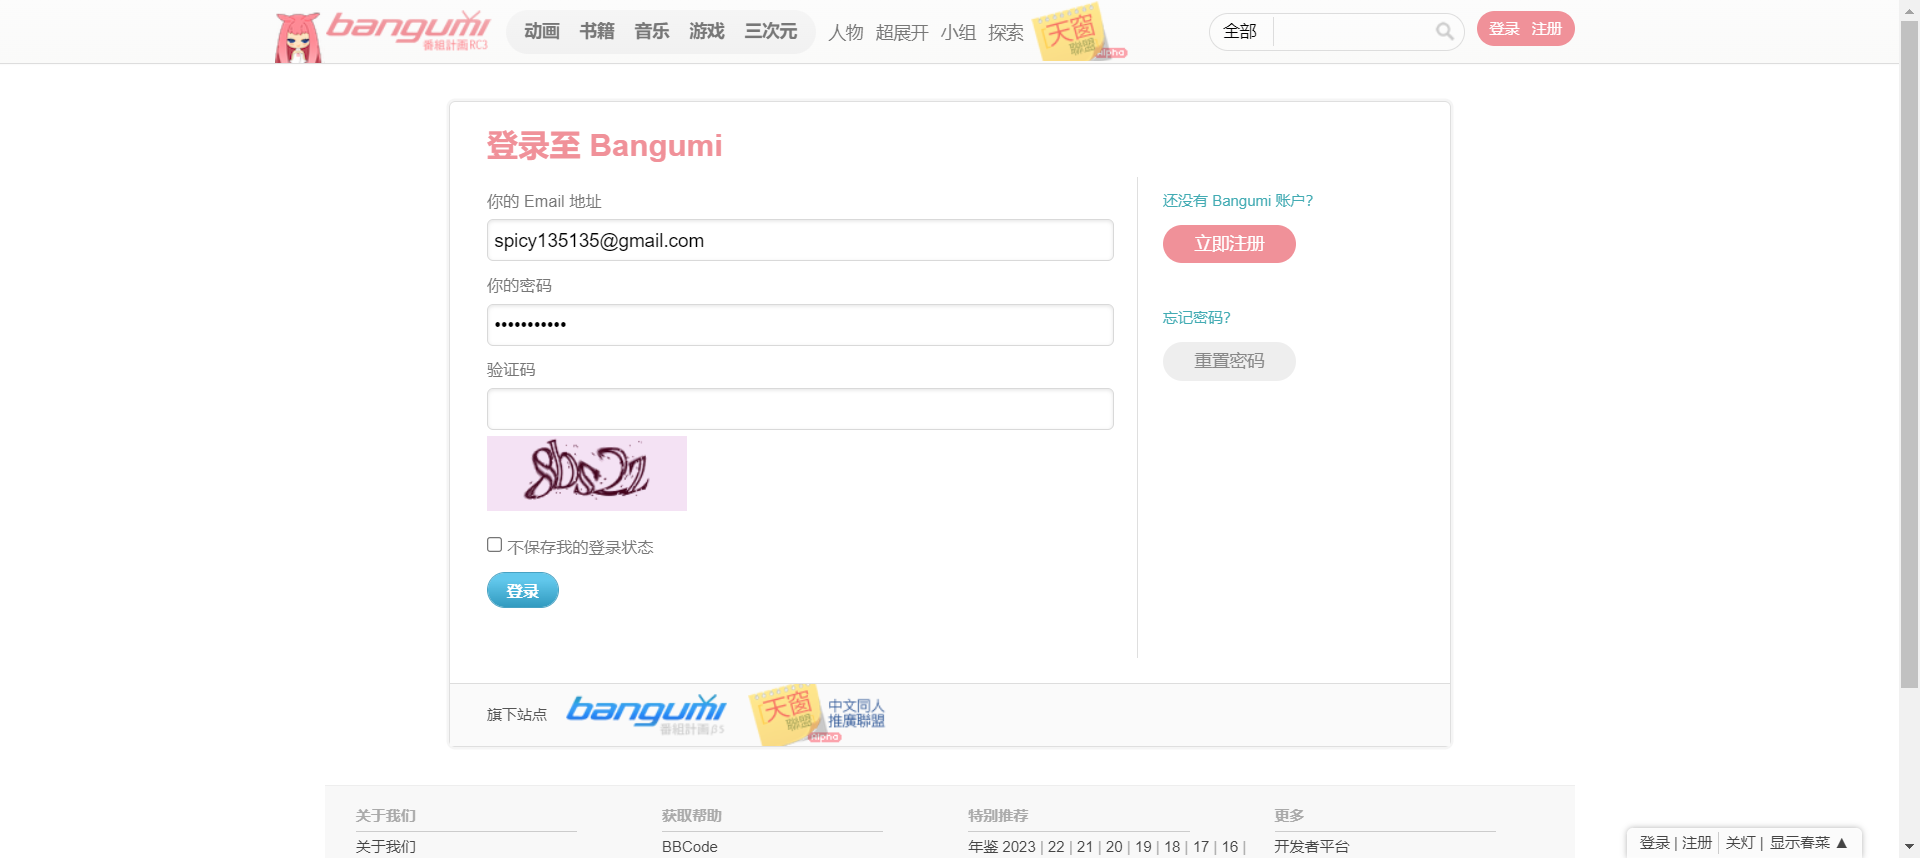 bangumi
番組計画RC3
动画 书籍 音乐 游戏 三次元 人物 超展开 小组 探索
天窗
聯盟
Alpha
全部
登录 注册
登录至 Bangumi
你的 Email 地址
spicy135135@gmail.com
你的密码
•••••••••••
验证码
不保存我的登录状态
登录
还没有 Bangumi 账户?
立即注册
忘记密码?
重置密码
旗下站点
bangumi
番組計画β5
天窗
聯盟
Alpha
中文同人
推廣聯盟
关于我们
关于我们
获取帮助
BBCode
特别推荐
年鉴 2023 | 22 | 21 | 20 | 19 | 18 | 17 | 16 |
更多
开发者平台
登录 | 注册 | 关灯 | 显示春菜 ▲